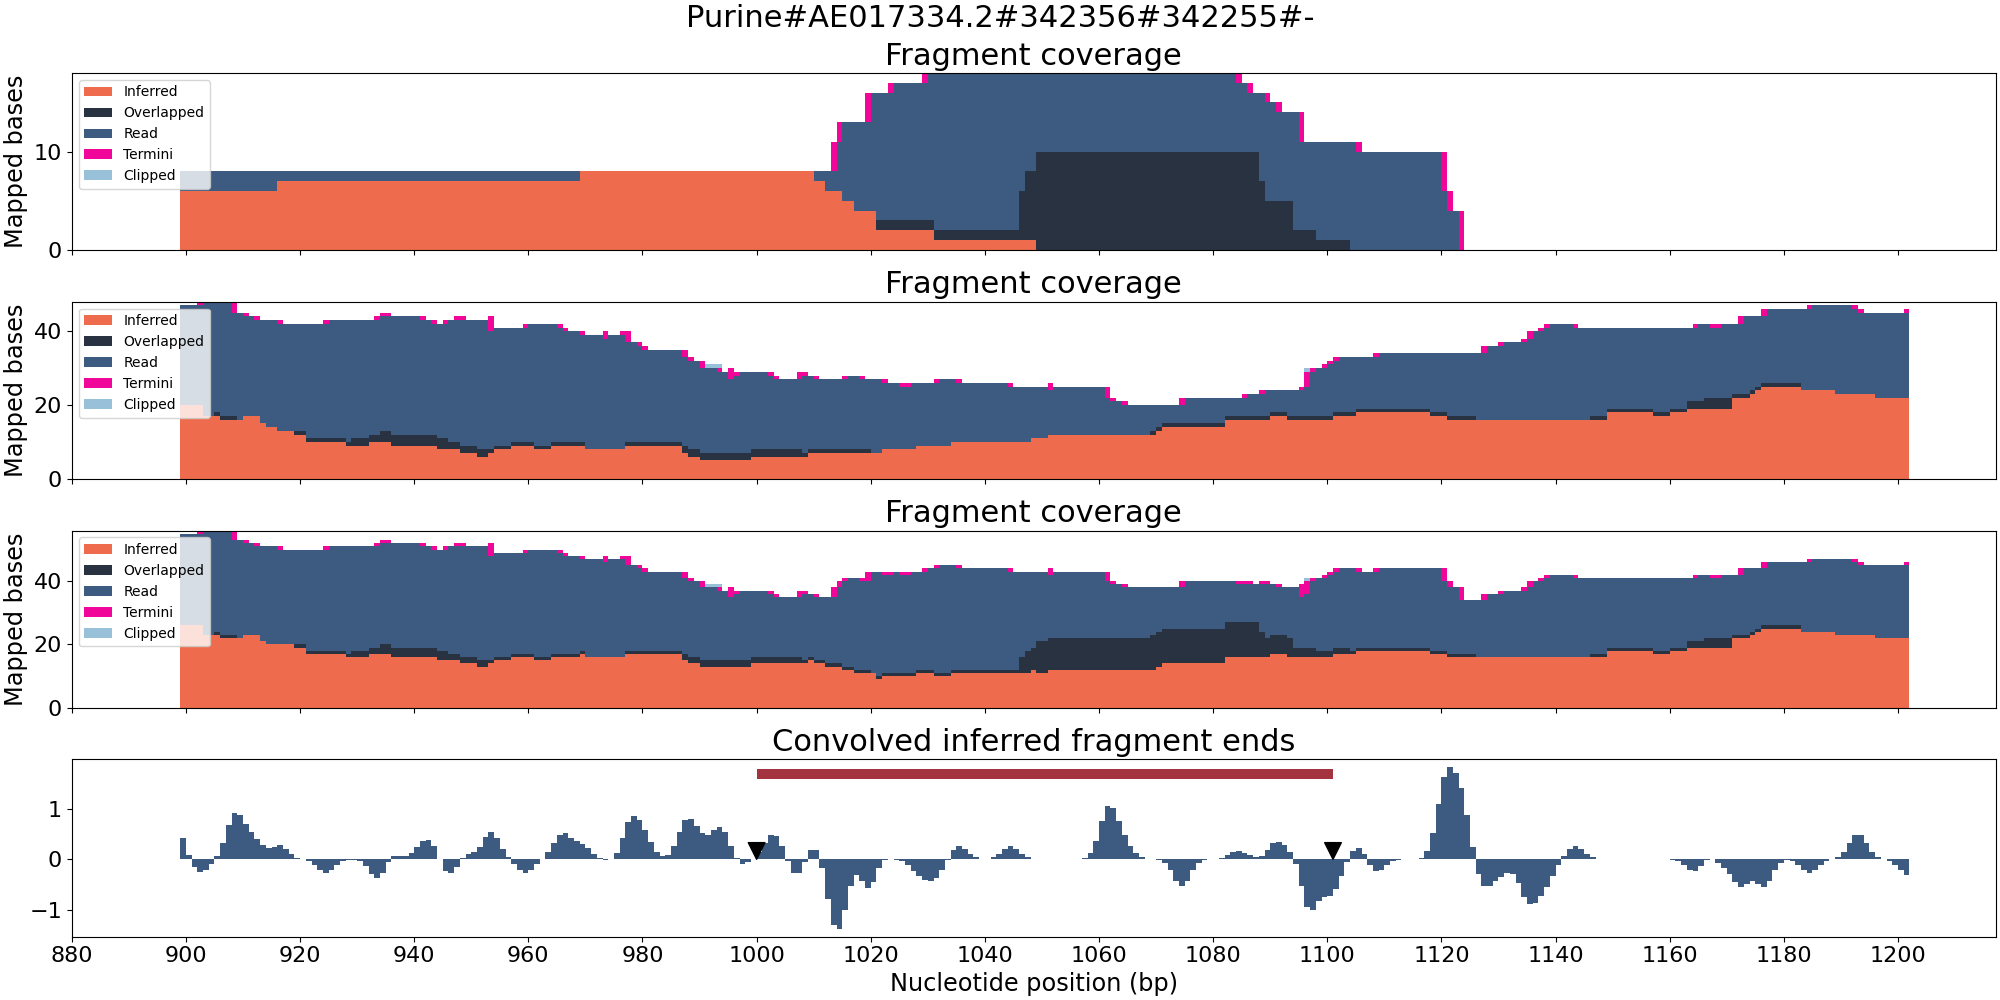 Purine#AE017334.2#342356#342255#-
Fragment coverage
Mapped bases
10
0
Inferred
Overlapped
Read
Termini
Clipped
Fragment coverage
Mapped bases
40
20
0
Inferred
Overlapped
Read
Termini
Clipped
Fragment coverage
Mapped bases
40
20
0
Inferred
Overlapped
Read
Termini
Clipped
Convolved inferred fragment ends
1
0
−1
880 900 920 940 960 980 1000 1020 1040 1060 1080 1100 1120 1140 1160 1180 1200
Nucleotide position (bp)